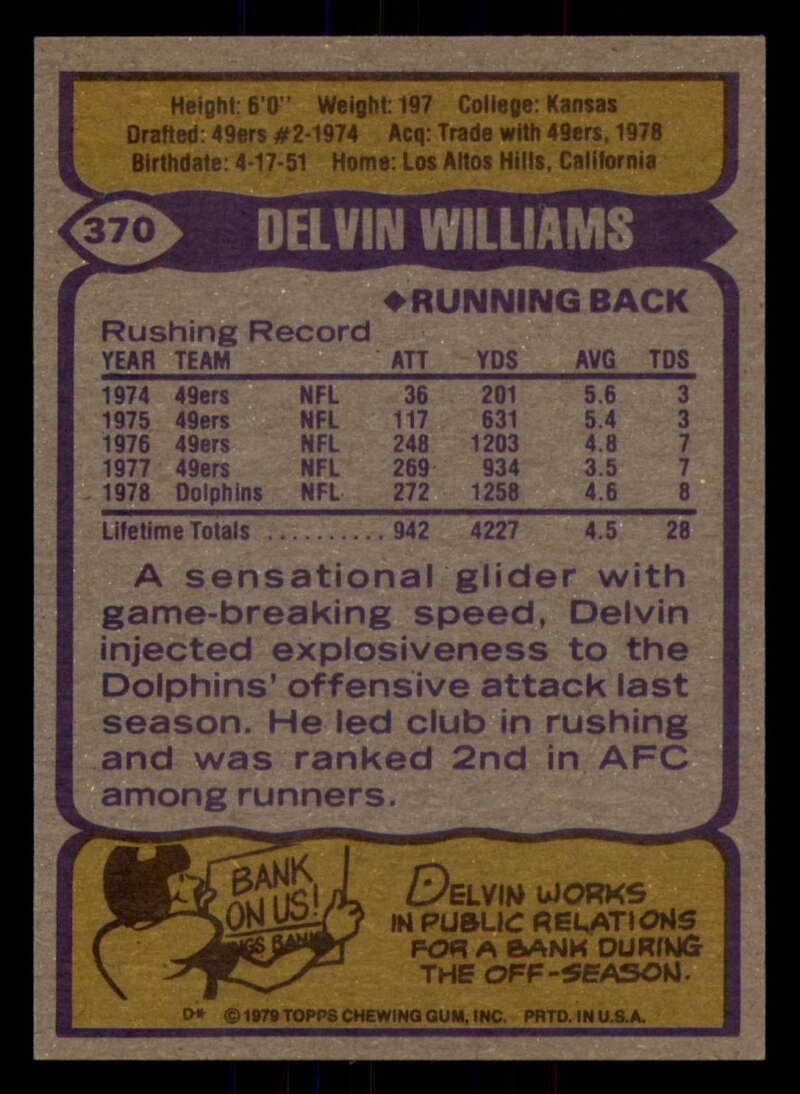 Height: 6'0" Weight: 197 College: Kansas
Drafted: 49ers #2-1974 Acq: Trade with 49ers, 1978
Birthdate: 4-17-51 Home: Los Altos Hills, California
370 DELVIN WILLIAMS
◆RUNNING BACK
Rushing Record
YEAR TEAM ATT YDS AVG TDS
1974 49ers NFL 36 201 5.6 3
1975 49ers NFL 117 631 5.4 3
1976 49ers NFL 248 1203 4.8 7
1977 49ers NFL 269 934 3.5 7
1978 Dolphins NFL 272 1258 4.6 8
Lifetime Totals .......... 942 4227 4.5 28
A sensational glider with
game-breaking speed, Delvin
injected explosiveness to the
Dolphins' offensive attack last
season. He led club in rushing
and was ranked 2nd in AFC
among runners.
BANK
ON US!
NGS BANK
DELVIN WORKS
IN PUBLIC RELATIONS
FOR A BANK DURING
THE OFF-SEASON.
D* © 1979 TOPPS CHEWING GUM, INC. PRTD. IN U.S.A.